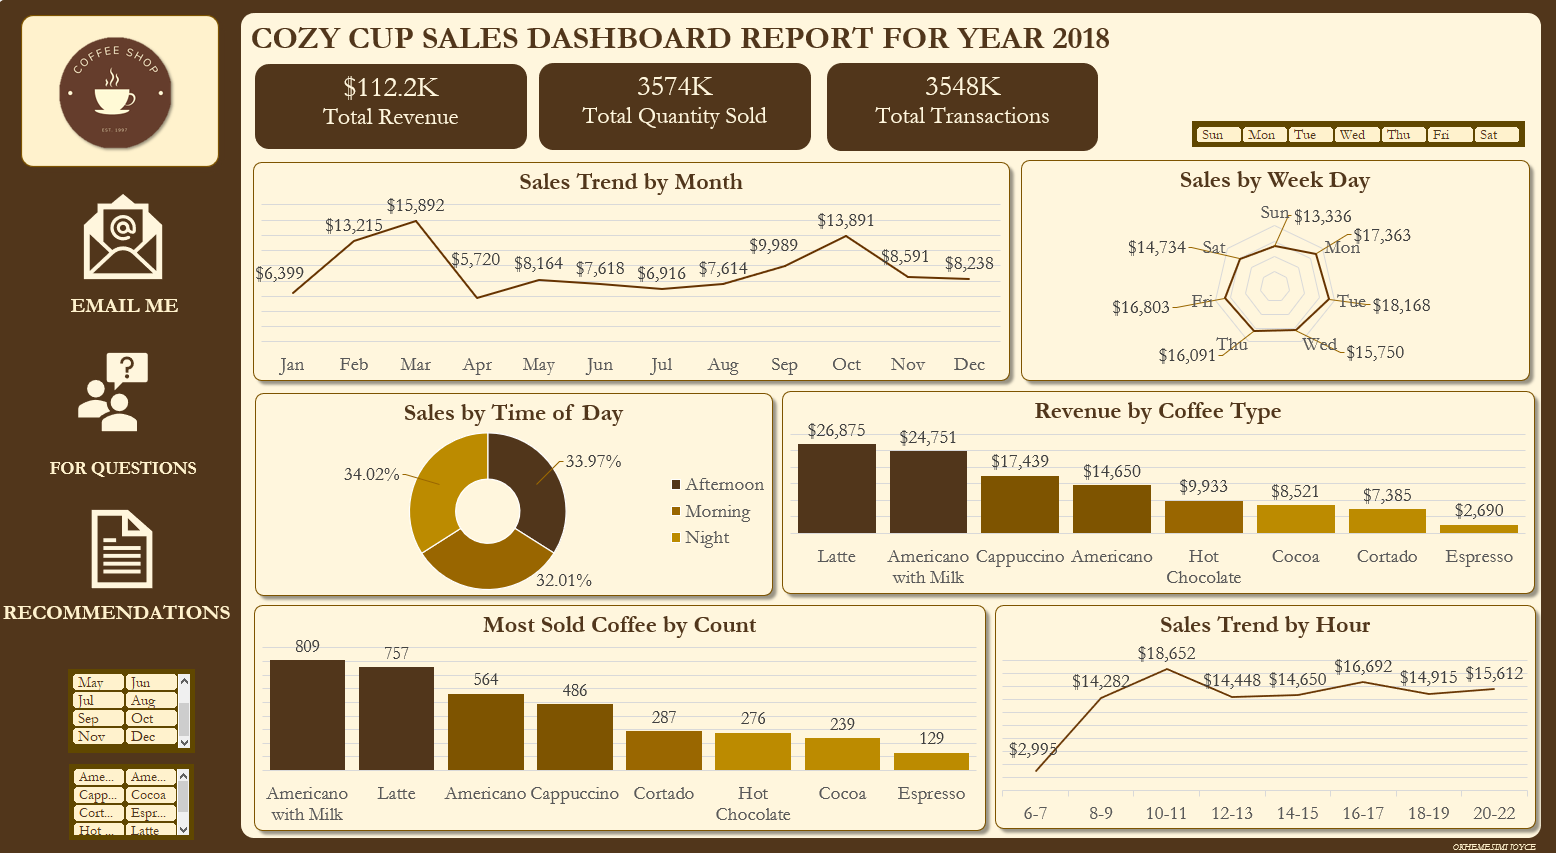 COFFEE SHOP
EST. 1997
EMAIL ME
FOR QUESTIONS
RECOMMENDATIONS
May Jun
Jul Aug
Sep Oct
Nov Dec
Ame... Ame...
Capp... Cocoa
Cort... Espr...
Hot ... Latte
COZY CUP SALES DASHBOARD REPORT FOR YEAR 2018
$112.2K
Total Revenue
3574K
Total Quantity Sold
3548K
Total Transactions
Sun Mon Tue Wed Thu Fri Sat
Sales Trend by Month
$6,399 $13,215 $15,892 $5,720 $8,164 $7,618 $6,916 $7,614 $9,989 $13,891 $8,591 $8,238
Jan Feb Mar Apr May Jun Jul Aug Sep Oct Nov Dec
Sales by Week Day
Sun $13,336
Mon $17,363
Tue $18,168
Wed $15,750
Thu $16,091
Fri $16,803
Sat $14,734
Sales by Time of Day
34.02%
33.97%
32.01%
Afternoon
Morning
Night
Revenue by Coffee Type
$26,875 $24,751 $17,439 $14,650 $9,933 $8,521 $7,385 $2,690
Latte Americano with Milk Cappuccino Americano Hot Chocolate Cocoa Cortado Espresso
Most Sold Coffee by Count
809 757 564 486 287 276 239 129
Americano with Milk Latte Americano Cappuccino Cortado Hot Chocolate Cocoa Espresso
Sales Trend by Hour
$2,995 $14,282 $18,652 $14,448 $14,650 $16,692 $14,915 $15,612
6-7 8-9 10-11 12-13 14-15 16-17 18-19 20-22
OKHEMESIMI JOYCE